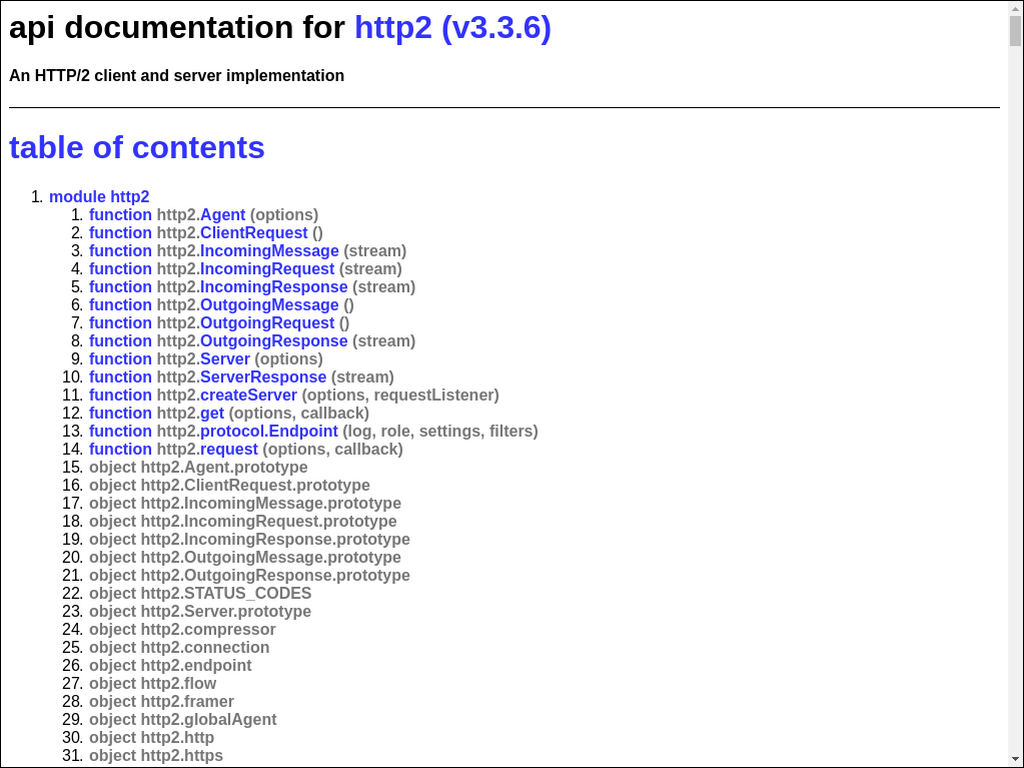 api documentation for http2 (v3.3.6)
An HTTP/2 client and server implementation
table of contents
1. module http2
1. function http2.Agent (options)
2. function http2.ClientRequest ()
3. function http2.IncomingMessage (stream)
4. function http2.IncomingRequest (stream)
5. function http2.IncomingResponse (stream)
6. function http2.OutgoingMessage ()
7. function http2.OutgoingRequest ()
8. function http2.OutgoingResponse (stream)
9. function http2.Server (options)
10. function http2.ServerResponse (stream)
11. function http2.createServer (options, requestListener)
12. function http2.get (options, callback)
13. function http2.protocol.Endpoint (log, role, settings, filters)
14. function http2.request (options, callback)
15. object http2.Agent.prototype
16. object http2.ClientRequest.prototype
17. object http2.IncomingMessage.prototype
18. object http2.IncomingRequest.prototype
19. object http2.IncomingResponse.prototype
20. object http2.OutgoingMessage.prototype
21. object http2.OutgoingResponse.prototype
22. object http2.STATUS_CODES
23. object http2.Server.prototype
24. object http2.compressor
25. object http2.connection
26. object http2.endpoint
27. object http2.flow
28. object http2.framer
29. object http2.globalAgent
30. object http2.http
31. object http2.https